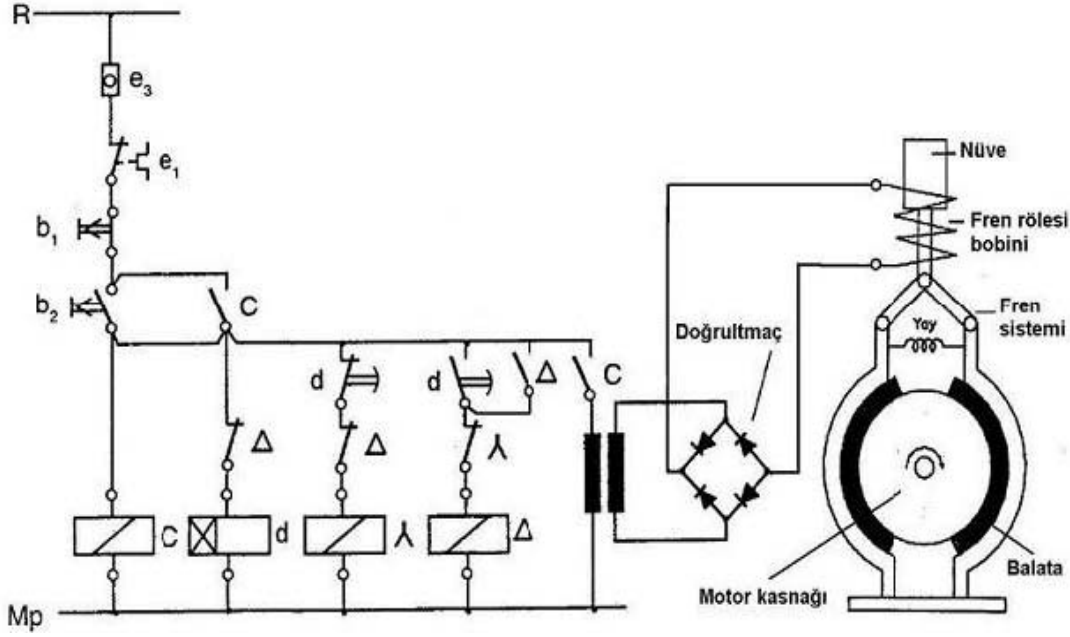 R
e3
e1
b1
b2
C
d
Δ
d
Δ
C
Δ
Δ
⅄
C
d
⅄
Δ
Mp
Doğrultmaç
Nüve
Fren rölesi
bobini
Fren
sistemi
Yay
Balata
Motor kasnağı